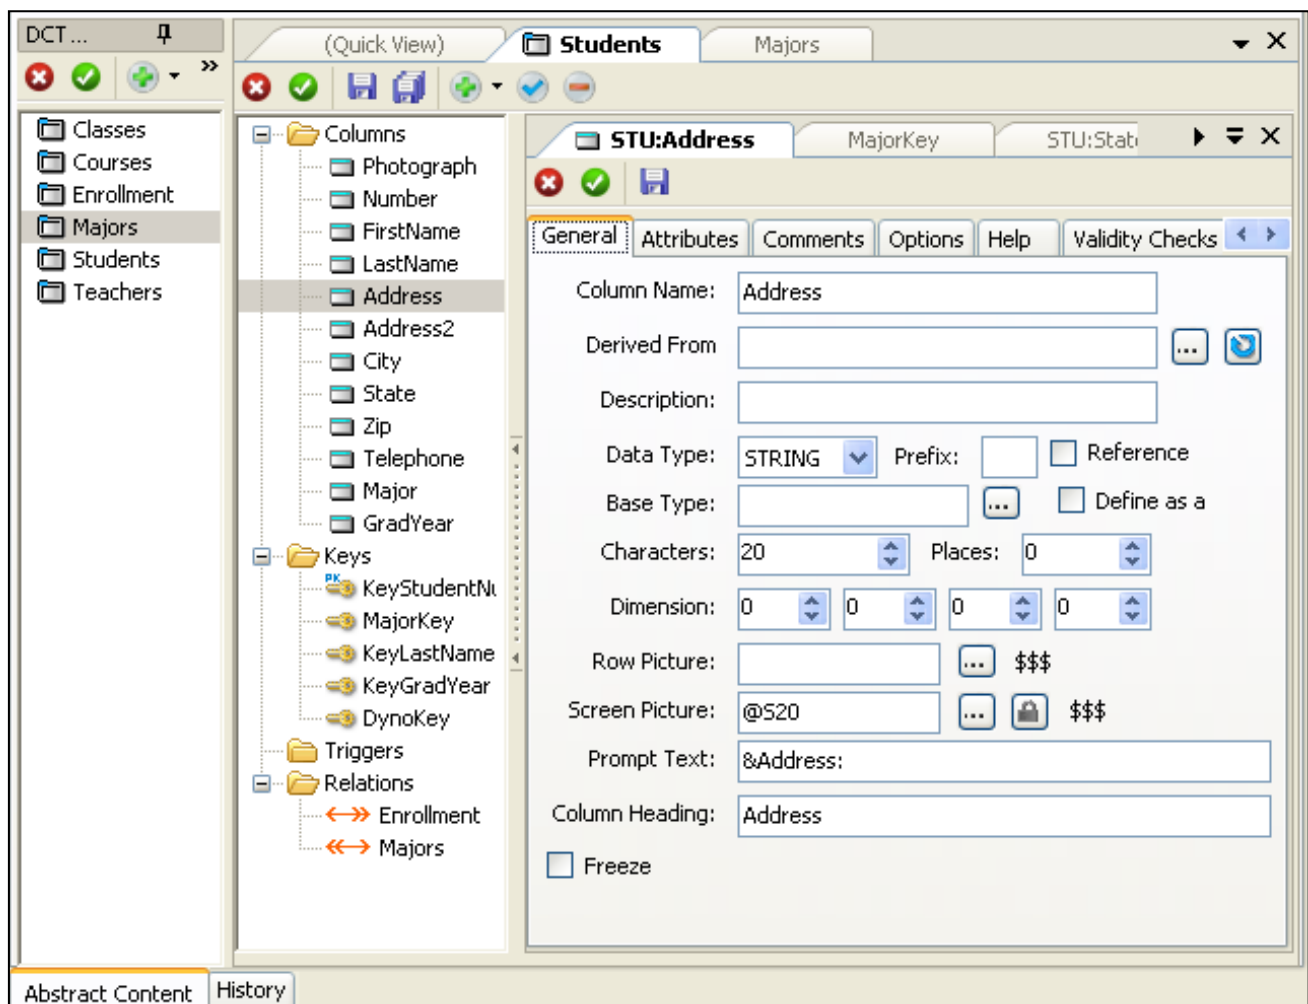 DCT ...
(Quick View)
Students
Majors
Classes
Courses
Enrollment
Majors
Students
Teachers
Columns
Photograph
Number
FirstName
LastName
Address
Address2
City
State
Zip
Telephone
Major
GradYear
Keys
KeyStudentNu
MajorKey
KeyLastName
KeyGradYear
DynoKey
Triggers
Relations
Enrollment
Majors
STU:Address
MajorKey
STU:State
General
Attributes
Comments
Options
Help
Validity Checks
Column Name: Address
Derived From ...
Description:
Data Type: STRING Prefix: Reference
Base Type: ... Define as a
Characters: 20 Places: 0
Dimension: 0 0 0 0
Row Picture: ... $$$
Screen Picture: @S20 ... $$$
Prompt Text: &Address:
Column Heading: Address
Freeze
Abstract Content
History